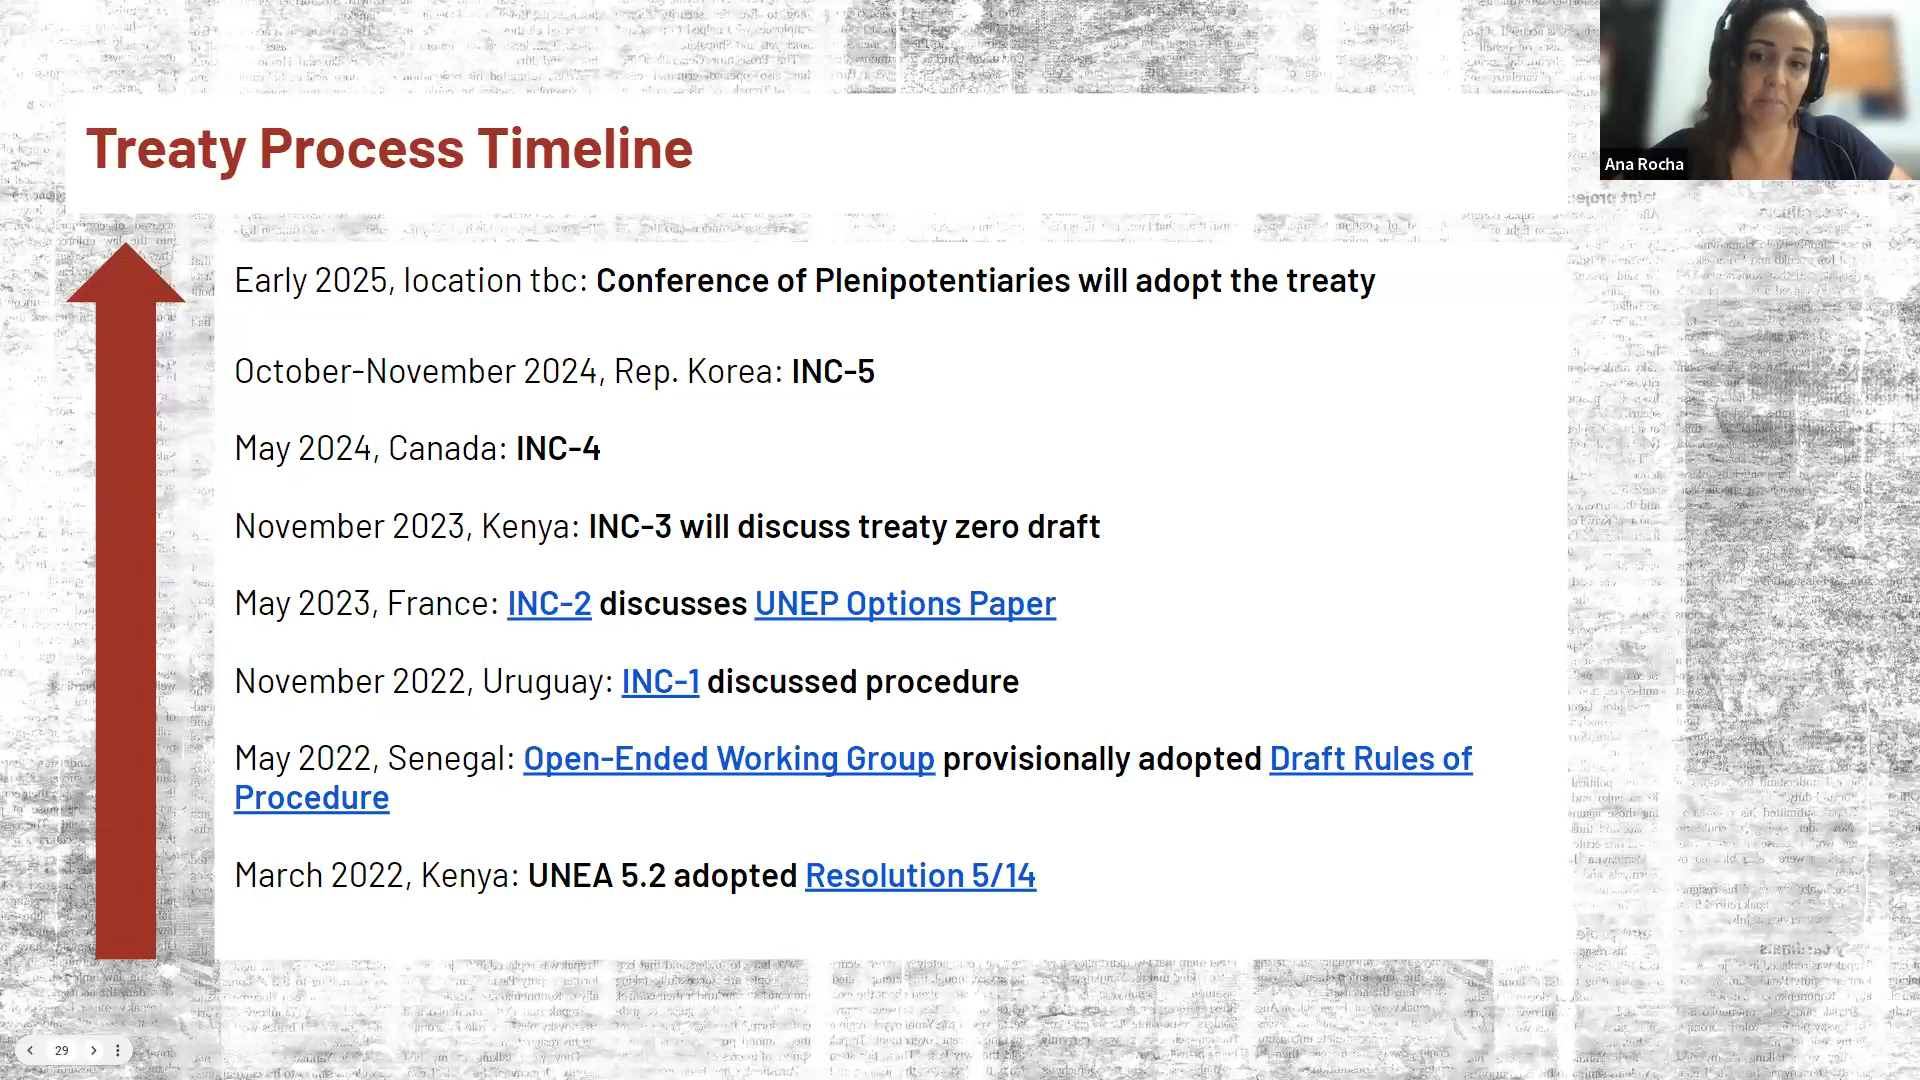 Treaty Process Timeline
Ana Rocha
Early 2025, location tbc: Conference of Plenipotentiaries will adopt the treaty
October-November 2024, Rep. Korea: INC-5
May 2024, Canada: INC-4
November 2023, Kenya: INC-3 will discuss treaty zero draft
May 2023, France: INC-2 discusses UNEP Options Paper
November 2022, Uruguay: INC-1 discussed procedure
May 2022, Senegal: Open-Ended Working Group provisionally adopted Draft Rules of
Procedure
March 2022, Kenya: UNEA 5.2 adopted Resolution 5/14
29